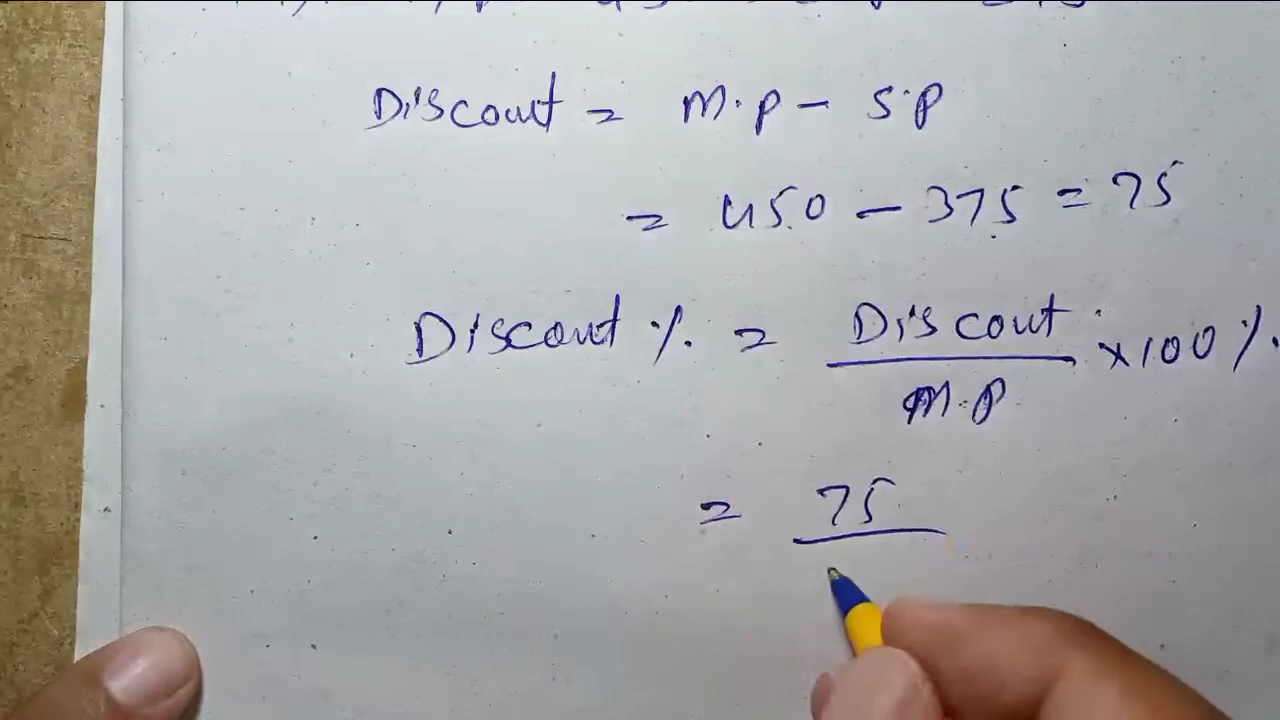 Discout = M.P - S.P
= 450 - 375 = 75
Discout % = Discout / M.P × 100 %
= 75